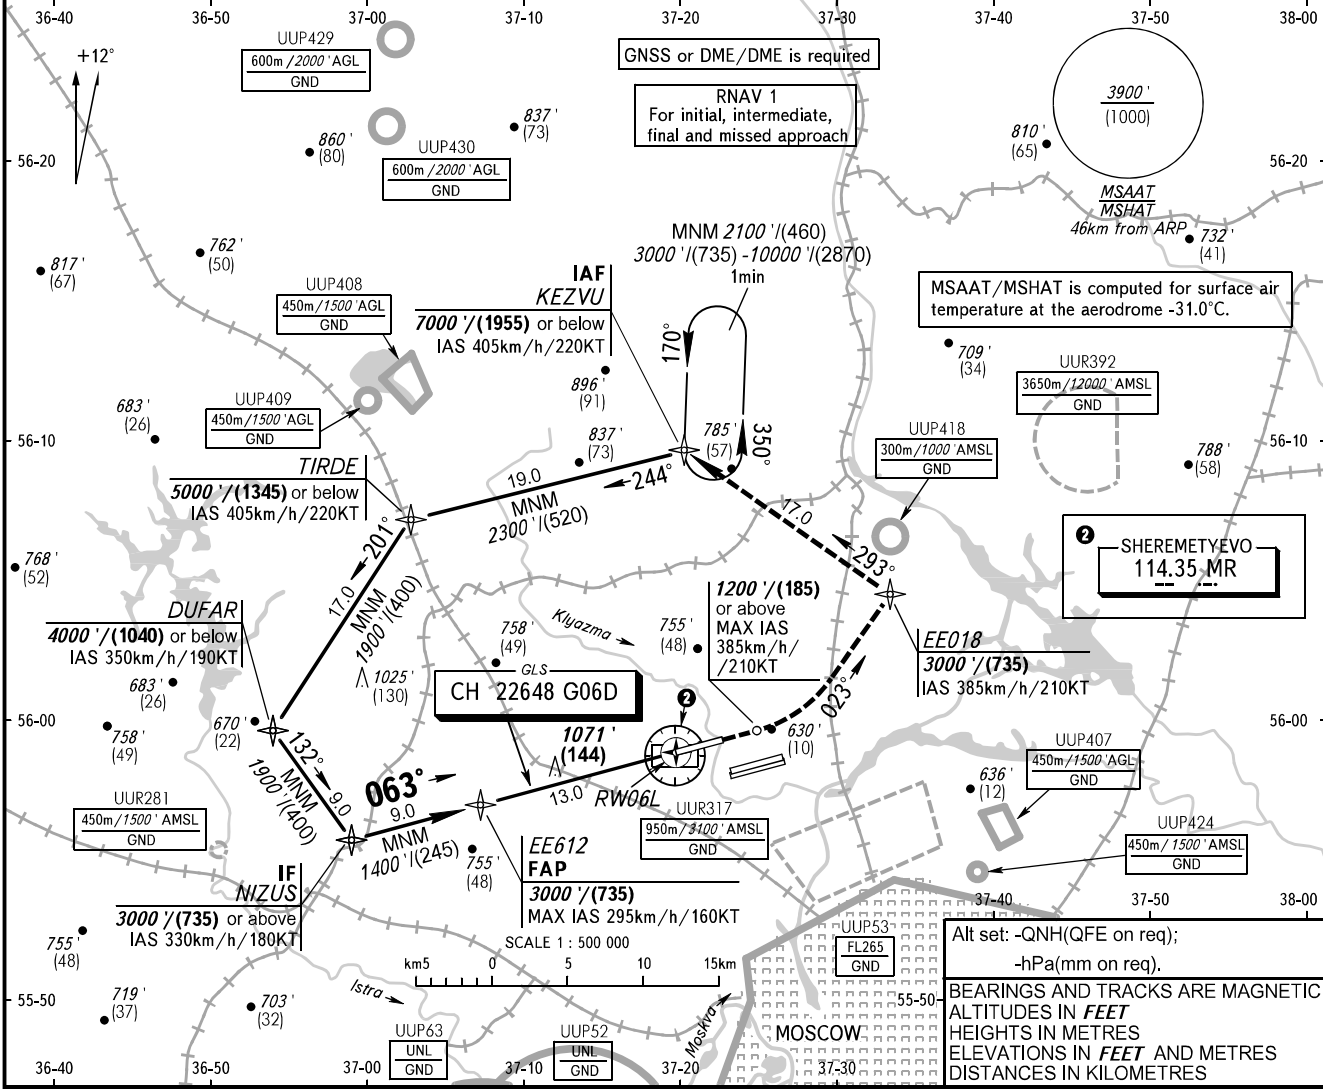 36-40
36-50
37-00
37-10
37-20
37-30
37-40
37-50
38-00
+12°
UUP429
600m/2000'AGL
GND
GNSS or DME/DME is required
RNAV 1
For initial, intermediate,
final and missed approach
3900'
(1000)
MSAAT
MSHAT
46km from ARP
860'
(80)
837'
(73)
810'
(65)
UUP430
600m/2000'AGL
GND
56-20
56-20
762'
(50)
817'
(67)
732'
(41)
MNM 2100'/(460)
3000'/(735) -10000'/(2870)
1min
170°
350°
UUP408
450m/1500'AGL
GND
IAF
KEZVU
7000'/(1955) or below
IAS 405km/h/220KT
MSAAT/MSHAT is computed for surface air
temperature at the aerodrome -31.0°C.
709'
(34)
UUR392
3650m/12000'AMSL
GND
896'
(91)
683'
(26)
UUP409
450m/1500'AGL
GND
837'
(73)
785'
(57)
UUP418
300m/1000'AMSL
GND
788'
(58)
56-10
56-10
TIRDE
5000'/(1345) or below
IAS 405km/h/220KT
19.0
244°
MNM
2300'/(520)
17.0
293°
2
SHEREMETYEVO
114.35 MR
768'
(52)
201°
17.0
MNM
1900'/(400)
DUFAR
4000'/(1040) or below
IAS 350km/h/190KT
Klyazma
758'
(49)
755'
(48)
1200'/(185)
or above
MAX IAS
385km/h/
/210KT
EE018
3000'/(735)
IAS 385km/h/210KT
023°
683'
(26)
1025'
(130)
GLS
CH 22648 G06D
2
758'
(49)
670'
(22)
56-00
56-00
132°
9.0
MNM
1900'/(400)
063°
9.0
MNM
1400'/(245)
1071'
(144)
13.0
RW06L
630'
(10)
UUP407
450m/1500'AGL
GND
636'
(12)
UUR281
450m/1500'AMSL
GND
UUR317
950m/3100'AMSL
GND
UUP424
450m/1500'AMSL
GND
755'
(48)
EE612
FAP
3000'/(735)
MAX IAS 295km/h/160KT
IF
NIZUS
3000'/(735) or above
IAS 330km/h/180KT
755'
(48)
37-40
37-50
38-00
SCALE 1 : 500 000
km5
0
5
10
15km
UUP53
FL265
GND
Alt set: -QNH(QFE on req);
-hPa(mm on req).
719'
(37)
703'
(32)
Istra
55-50
55-50
Moskva
MOSCOW
BEARINGS AND TRACKS ARE MAGNETIC
ALTITUDES IN FEET
HEIGHTS IN METRES
ELEVATIONS IN FEET AND METRES
DISTANCES IN KILOMETRES
UUP63
UNL
GND
UUP52
UNL
GND
36-40
36-50
37-00
37-10
37-20
37-30